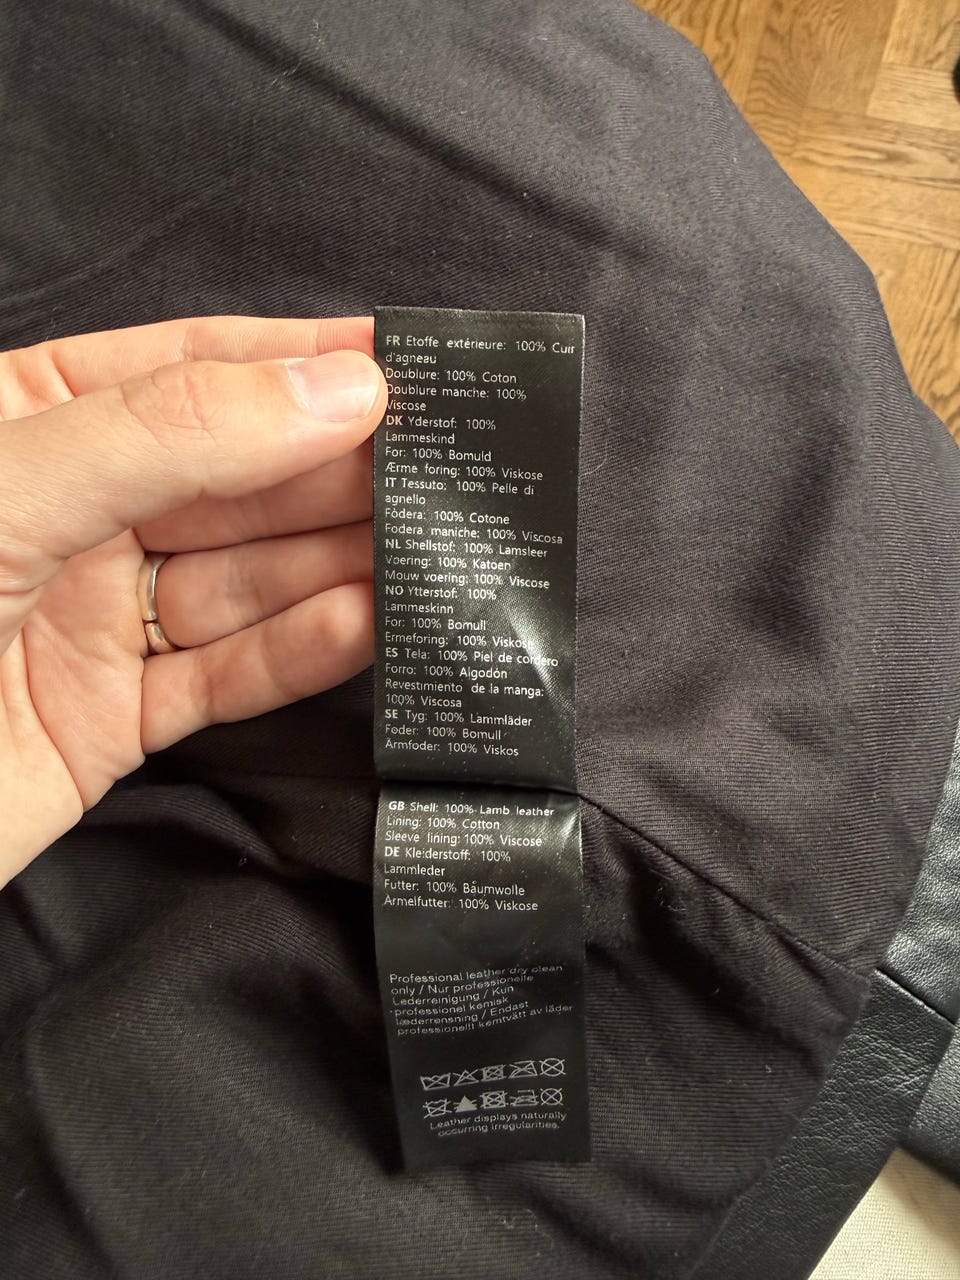 FR Etoffe extérieure: 100% Cuir
d'agneau
Doublure: 100% Coton
Doublure manche: 100%
Viscose
DK Yderstof: 100%
Lammeskind
For: 100% Bomuld
Ærme foring: 100% Viskose
IT Tessuto: 100% Pelle di
agnello
Fòdera: 100% Cotone
Fodera maniche: 100% Viscosa
NL Shellstof: 100% Lamsleer
Voering: 100% Katoen
Mouw voering: 100% Viscose
NO Ytterstof: 100%
Lammeskinn
For: 100% Bomull
Ermeforing: 100% Viskose
ES Tela: 100% Piel de cordero
Forro: 100% Algodón
Revestimiento de la manga:
100% Viscosa
SE Tyg: 100% Lammläder
Foder: 100% Bomull
Ärmfoder: 100% Viskos
GB Shell: 100% Lamb leather
Lining: 100% Cotton
Sleeve lining: 100% Viscose
DE Kleiderstoff: 100%
Lammleder
Futter: 100% Baumwolle
Armelfutter: 100% Viskose
Professional leather dry clean
only / Nur professionelle
Lederreinigung / Kun
professionel kemisk
læderrensning / Endast
professionellt kemtvätt av läder
Leather displays naturally
occurring irregularities.